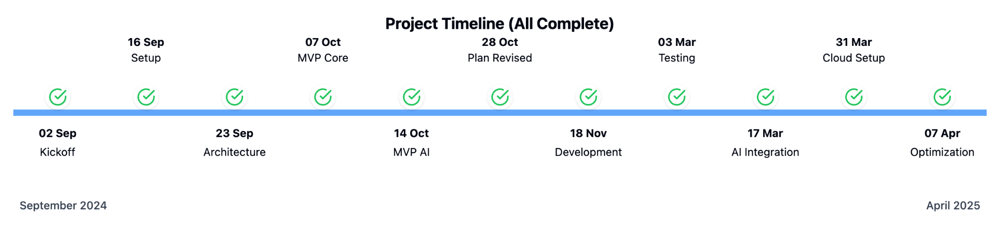 Project Timeline (All Complete)
16 Sep
Setup
07 Oct
MVP Core
28 Oct
Plan Revised
03 Mar
Testing
31 Mar
Cloud Setup
02 Sep
Kickoff
23 Sep
Architecture
14 Oct
MVP AI
18 Nov
Development
17 Mar
AI Integration
07 Apr
Optimization
September 2024
April 2025